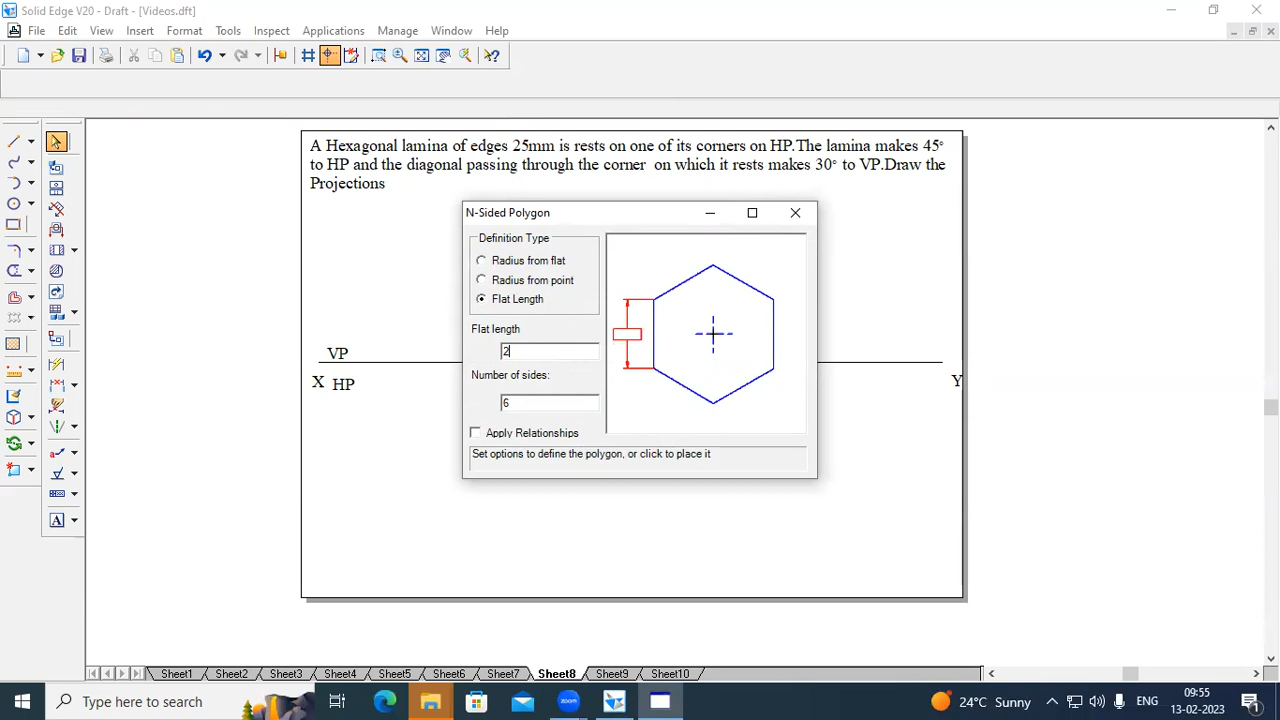 Solid Edge V20 - Draft - [Videos.dft]
File Edit View Insert Format Tools Inspect Applications Manage Window Help
A Hexagonal lamina of edges 25mm is rests on one of its corners on HP.The lamina makes 45°
to HP and the diagonal passing through the corner on which it rests makes 30° to VP.Draw the
Projections
N-Sided Polygon
Definition Type
Radius from flat
Radius from point
Flat Length
Flat length
2
Number of sides:
6
Apply Relationships
Set options to define the polygon, or click to place it
VP
X HP
Y
A
Sheet1 Sheet2 Sheet3 Sheet4 Sheet5 Sheet6 Sheet7 Sheet8 Sheet9 Sheet10
Type here to search
zoom
24°C Sunny
ENG
09:55
13-02-2023
1